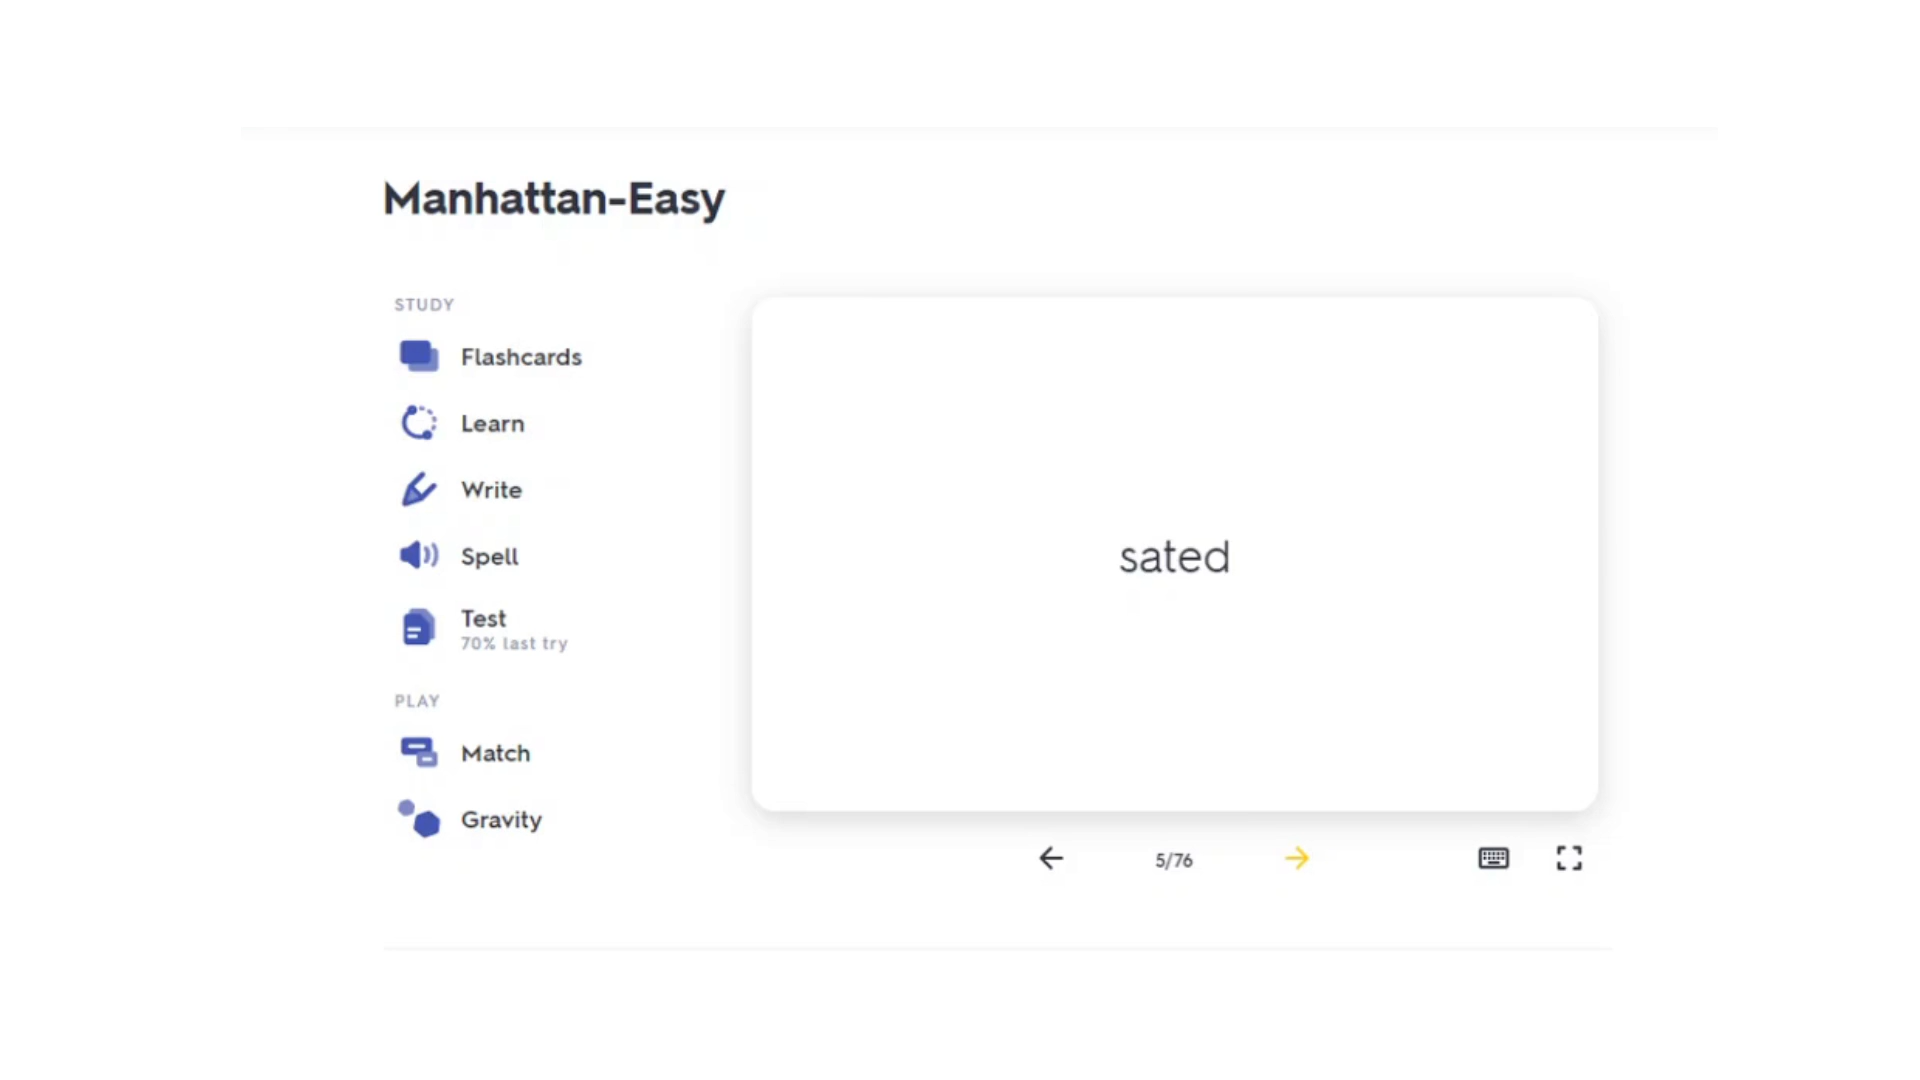 Manhattan-Easy
STUDY
Flashcards
Learn
Write
Spell
Test
70% last try
PLAY
Match
Gravity
sated
5/76